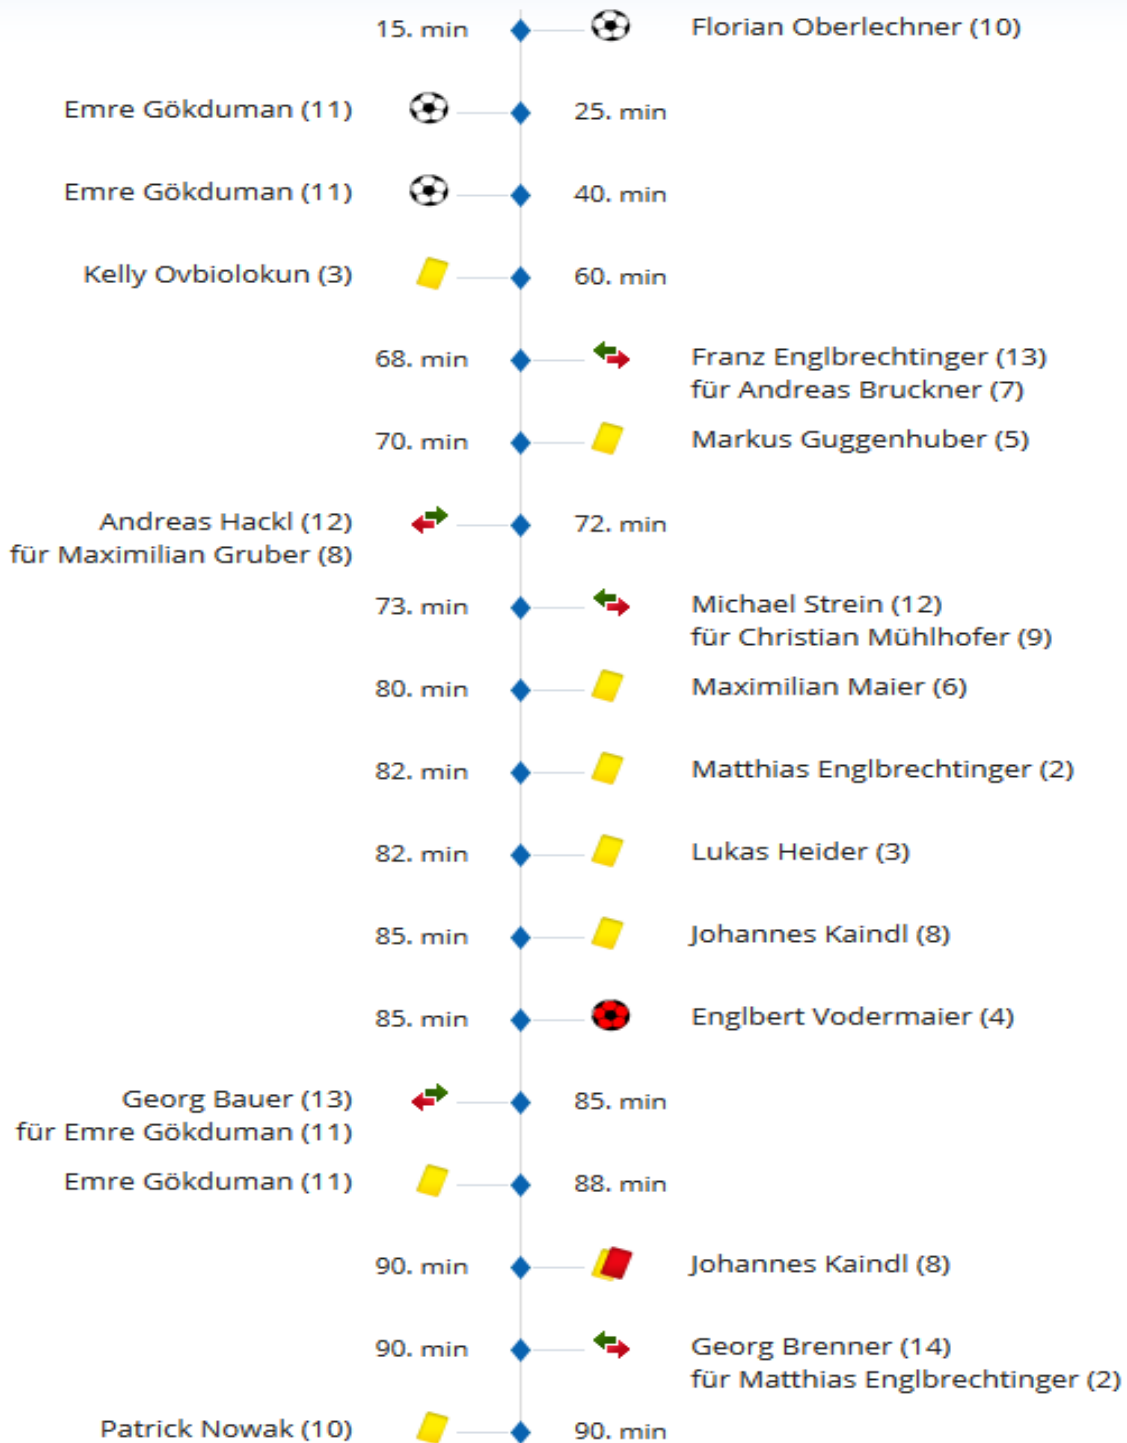 15. min Florian Oberlechner (10)
Emre Gökduman (11) 25. min
Emre Gökduman (11) 40. min
Kelly Ovbiolokun (3) 60. min
68. min Franz Englbrechtinger (13)
für Andreas Bruckner (7)
70. min Markus Guggenhuber (5)
Andreas Hackl (12) 72. min
für Maximilian Gruber (8)
73. min Michael Strein (12)
für Christian Mühlhofer (9)
80. min Maximilian Maier (6)
82. min Matthias Englbrechtinger (2)
82. min Lukas Heider (3)
85. min Johannes Kaindl (8)
85. min Englbert Vodermaier (4)
Georg Bauer (13) 85. min
für Emre Gökduman (11)
Emre Gökduman (11) 88. min
90. min Johannes Kaindl (8)
90. min Georg Brenner (14)
für Matthias Englbrechtinger (2)
Patrick Nowak (10) 90. min